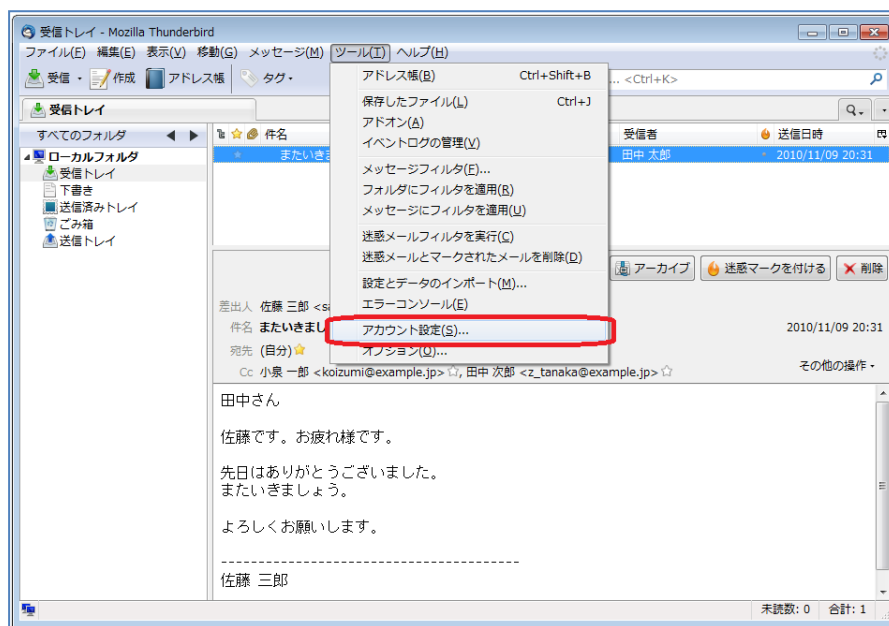 受信トレイ - Mozilla Thunderbird
ファイル(F) 編集(E) 表示(V) 移動(G) メッセージ(M) ツール(T) ヘルプ(H)
受信 作成 アドレス帳 タグ
... <Ctrl+K>
アドレス帳(B) Ctrl+Shift+B
保存したファイル(L) Ctrl+J
アドオン(A)
イベントログの管理(V)
メッセージフィルタ(F)...
フォルダにフィルタを適用(R)
メッセージにフィルタを適用(U)
迷惑メールフィルタを実行(C)
迷惑メールとマークされたメールを削除(D)
設定とデータのインポート(M)...
エラーコンソール(E)
アカウント設定(S)...
オプション(O)...
受信トレイ
すべてのフォルダ
ローカルフォルダ
受信トレイ
下書き
送信済みトレイ
ごみ箱
送信トレイ
件名 受信者 送信日時
またいき 田中 太郎 2010/11/09 20:31
アーカイブ 迷惑マークを付ける 削除
差出人 佐藤 三郎 <s
件名 またいきまし 2010/11/09 20:31
宛先 (自分)
その他の操作
Cc 小泉 一郎 <koizumi@example.jp>, 田中 次郎 <z_tanaka@example.jp>
田中さん
佐藤です。お疲れ様です。
先日はありがとうございました。
またいきましょう。
よろしくお願いします。
----------------------------------------
佐藤 三郎
未読数: 0 合計: 1